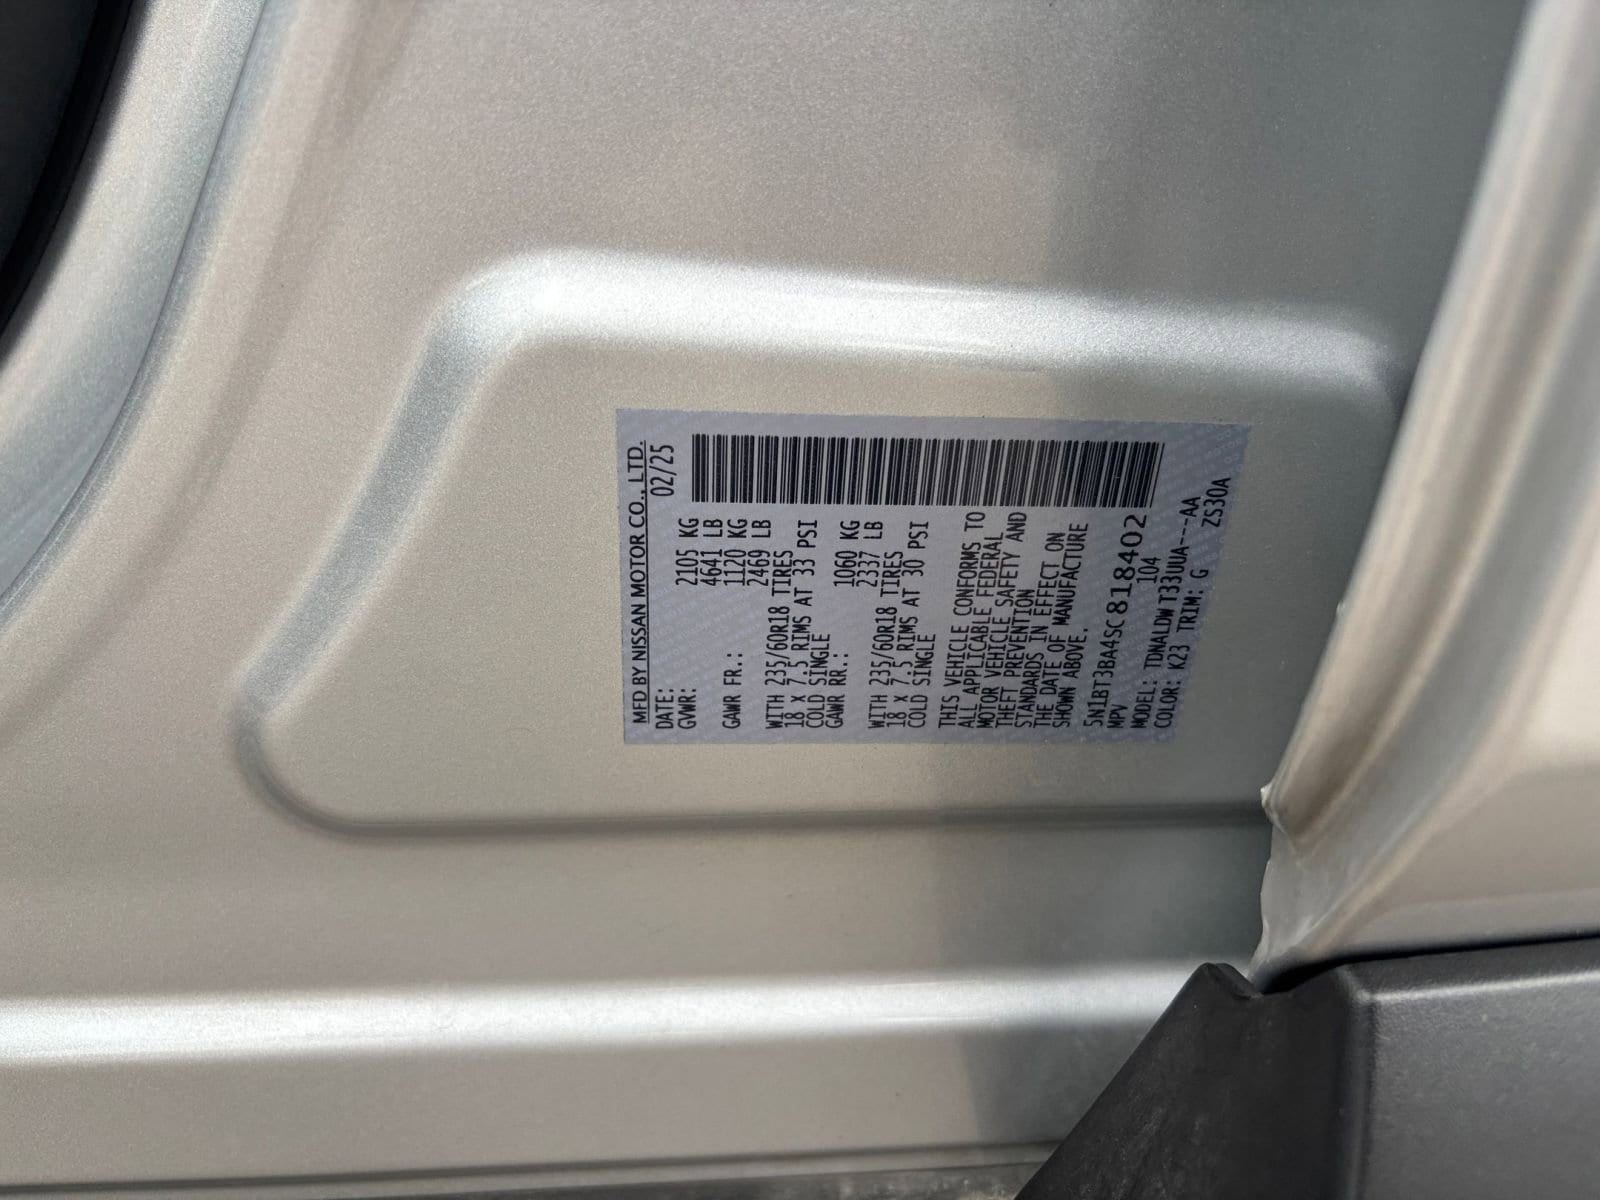 MFD BY NISSAN MOTOR CO., LTD.
DATE: 02/25
GVWR: 2105 KG
4641 LB
GAWR FR.: 1120 KG
2469 LB
WITH 235/60R18 TIRES
18 X 7.5 RIMS AT 33 PSI
COLD SINGLE
GAWR RR.: 1060 KG
2337 LB
WITH 235/60R18 TIRES
18 X 7.5 RIMS AT 30 PSI
COLD SINGLE
THIS VEHICLE CONFORMS TO
ALL APPLICABLE FEDERAL
MOTOR VEHICLE SAFETY AND
THEFT PREVENTION
STANDARDS IN EFFECT ON
THE DATE OF MANUFACTURE
SHOWN ABOVE.
5N1BT3BA4SC818402
MPV 104
MODEL: TDNALDWT33UUA---AA
COLOR: K23 TRIM: G ZS30A